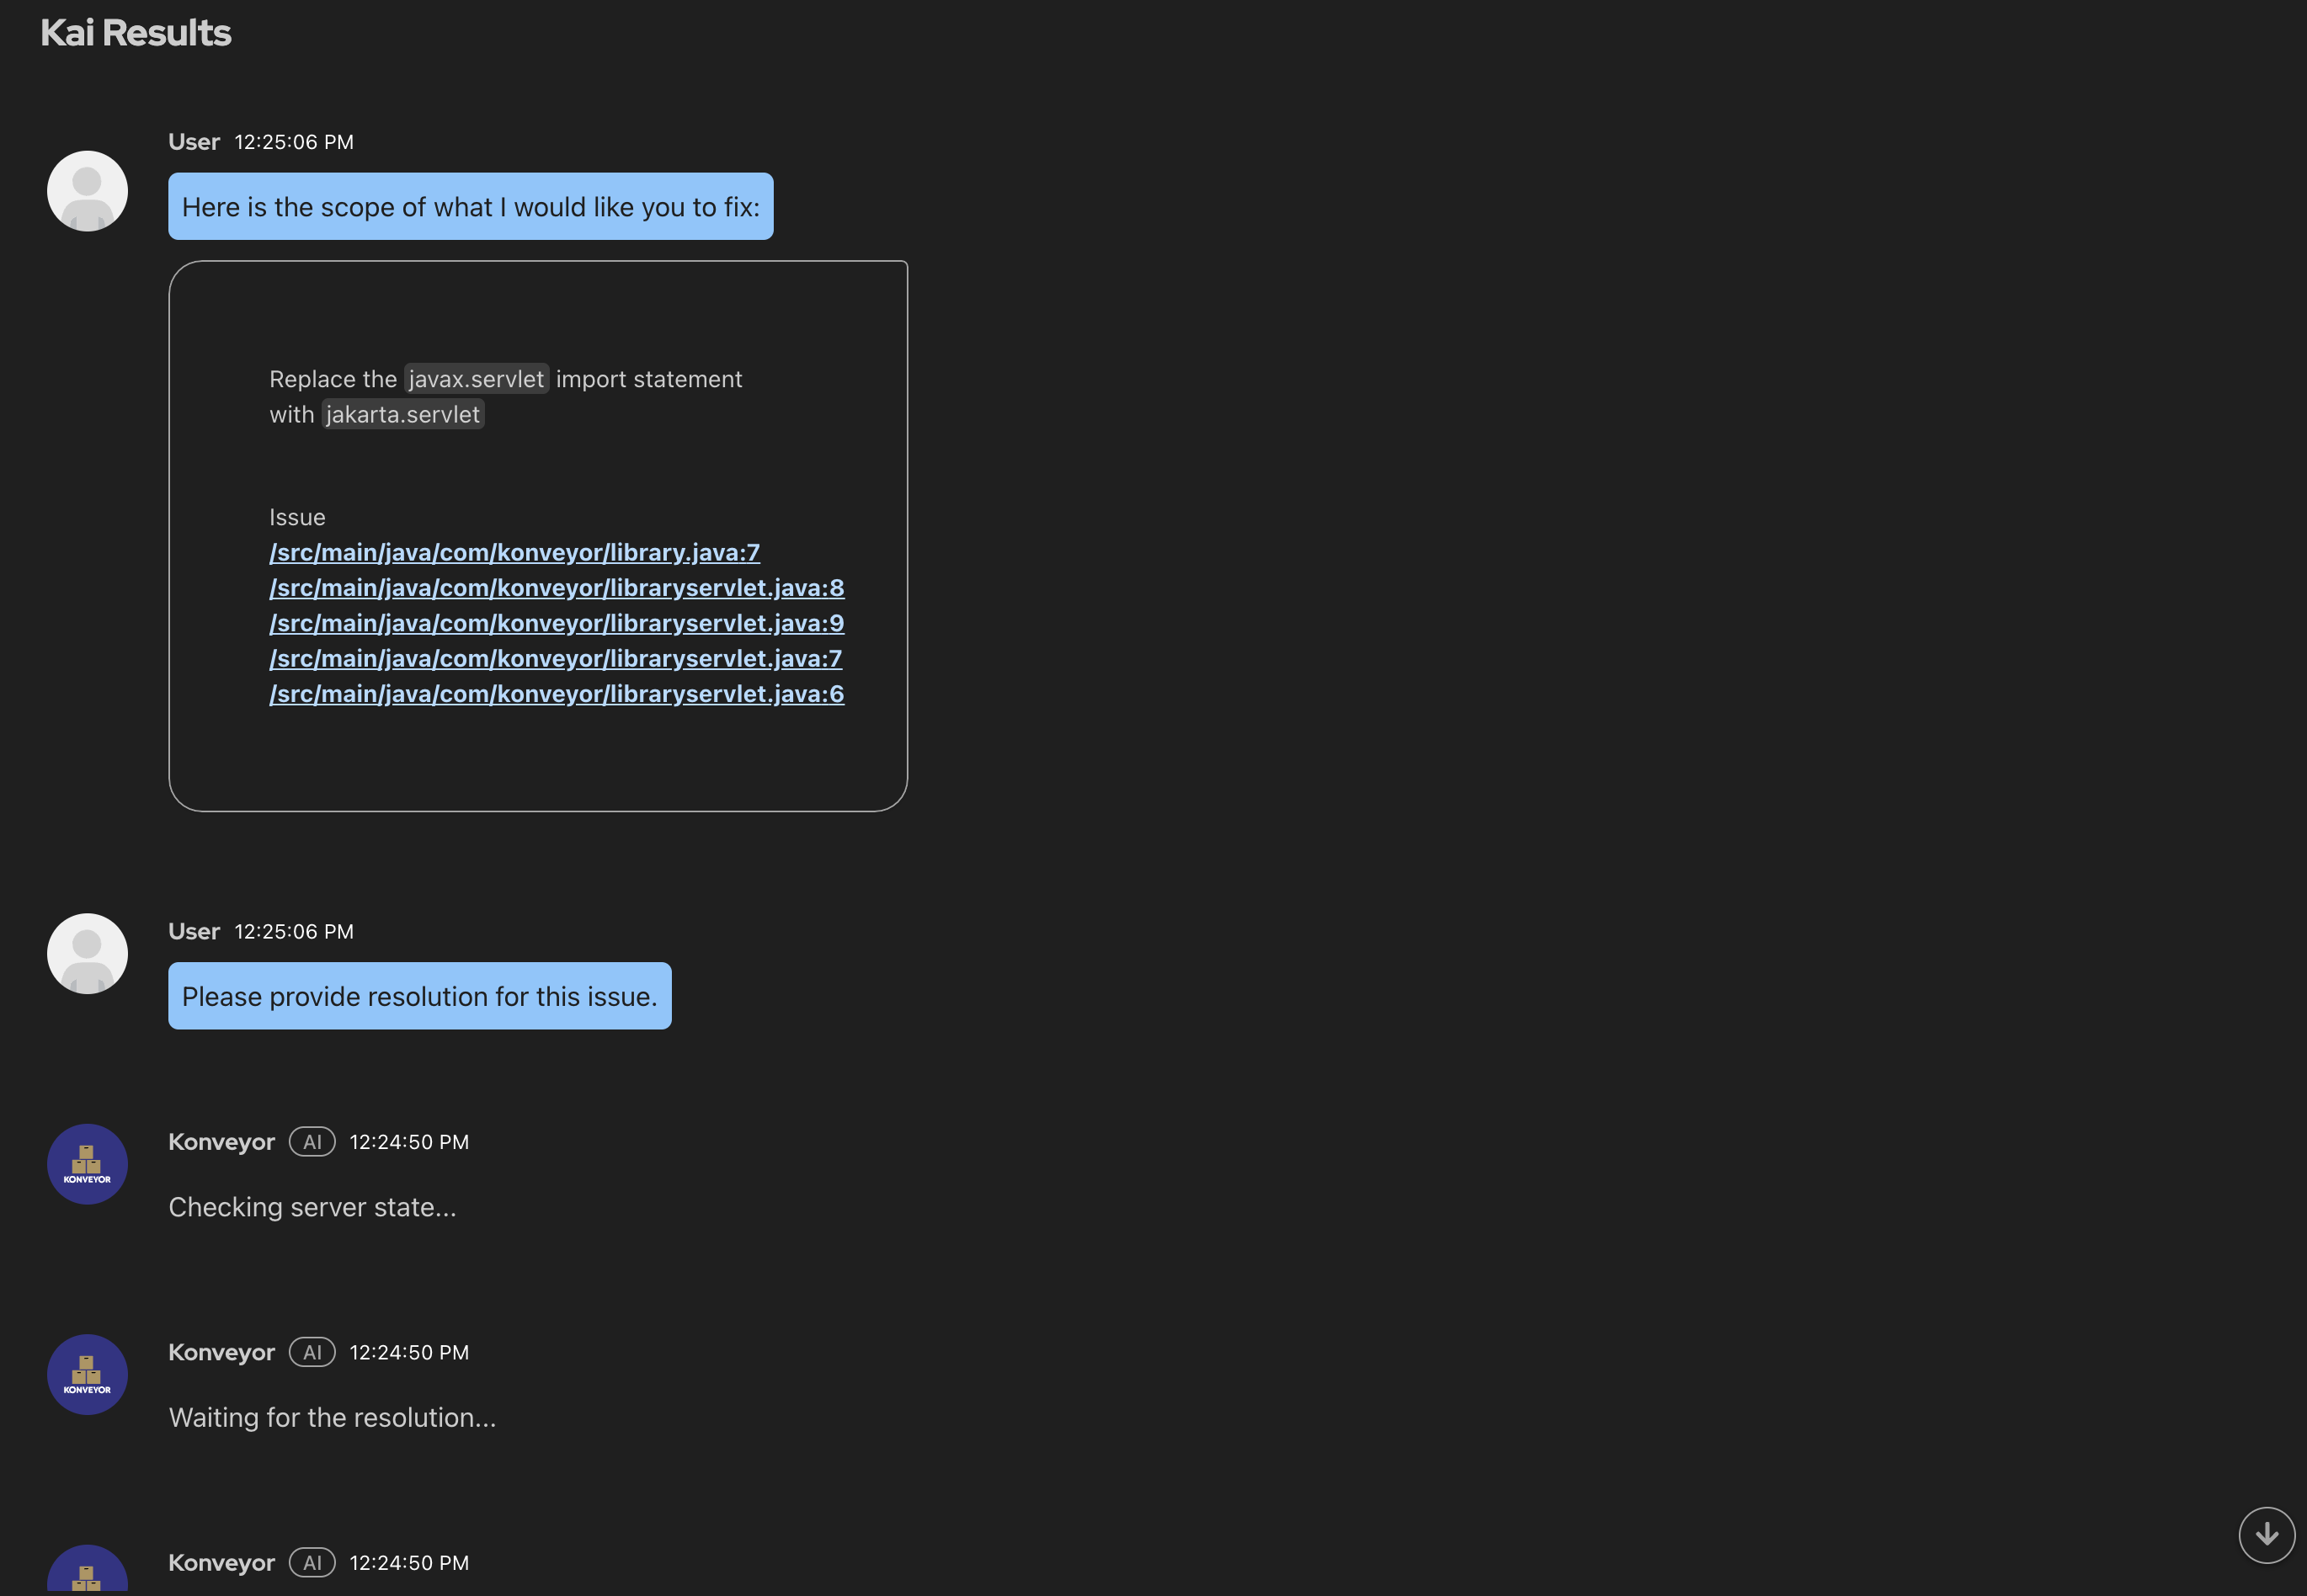 Kai Results
User 12:25:06 PM
Here is the scope of what I would like you to fix:
Replace the javax.servlet import statement
with jakarta.servlet
Issue
/src/main/java/com/konveyor/library.java:7
/src/main/java/com/konveyor/libraryservlet.java:8
/src/main/java/com/konveyor/libraryservlet.java:9
/src/main/java/com/konveyor/libraryservlet.java:7
/src/main/java/com/konveyor/libraryservlet.java:6
User 12:25:06 PM
Please provide resolution for this issue.
Konveyor AI 12:24:50 PM
KONVEYOR
Checking server state...
Konveyor AI 12:24:50 PM
KONVEYOR
Waiting for the resolution...
Konveyor AI 12:24:50 PM